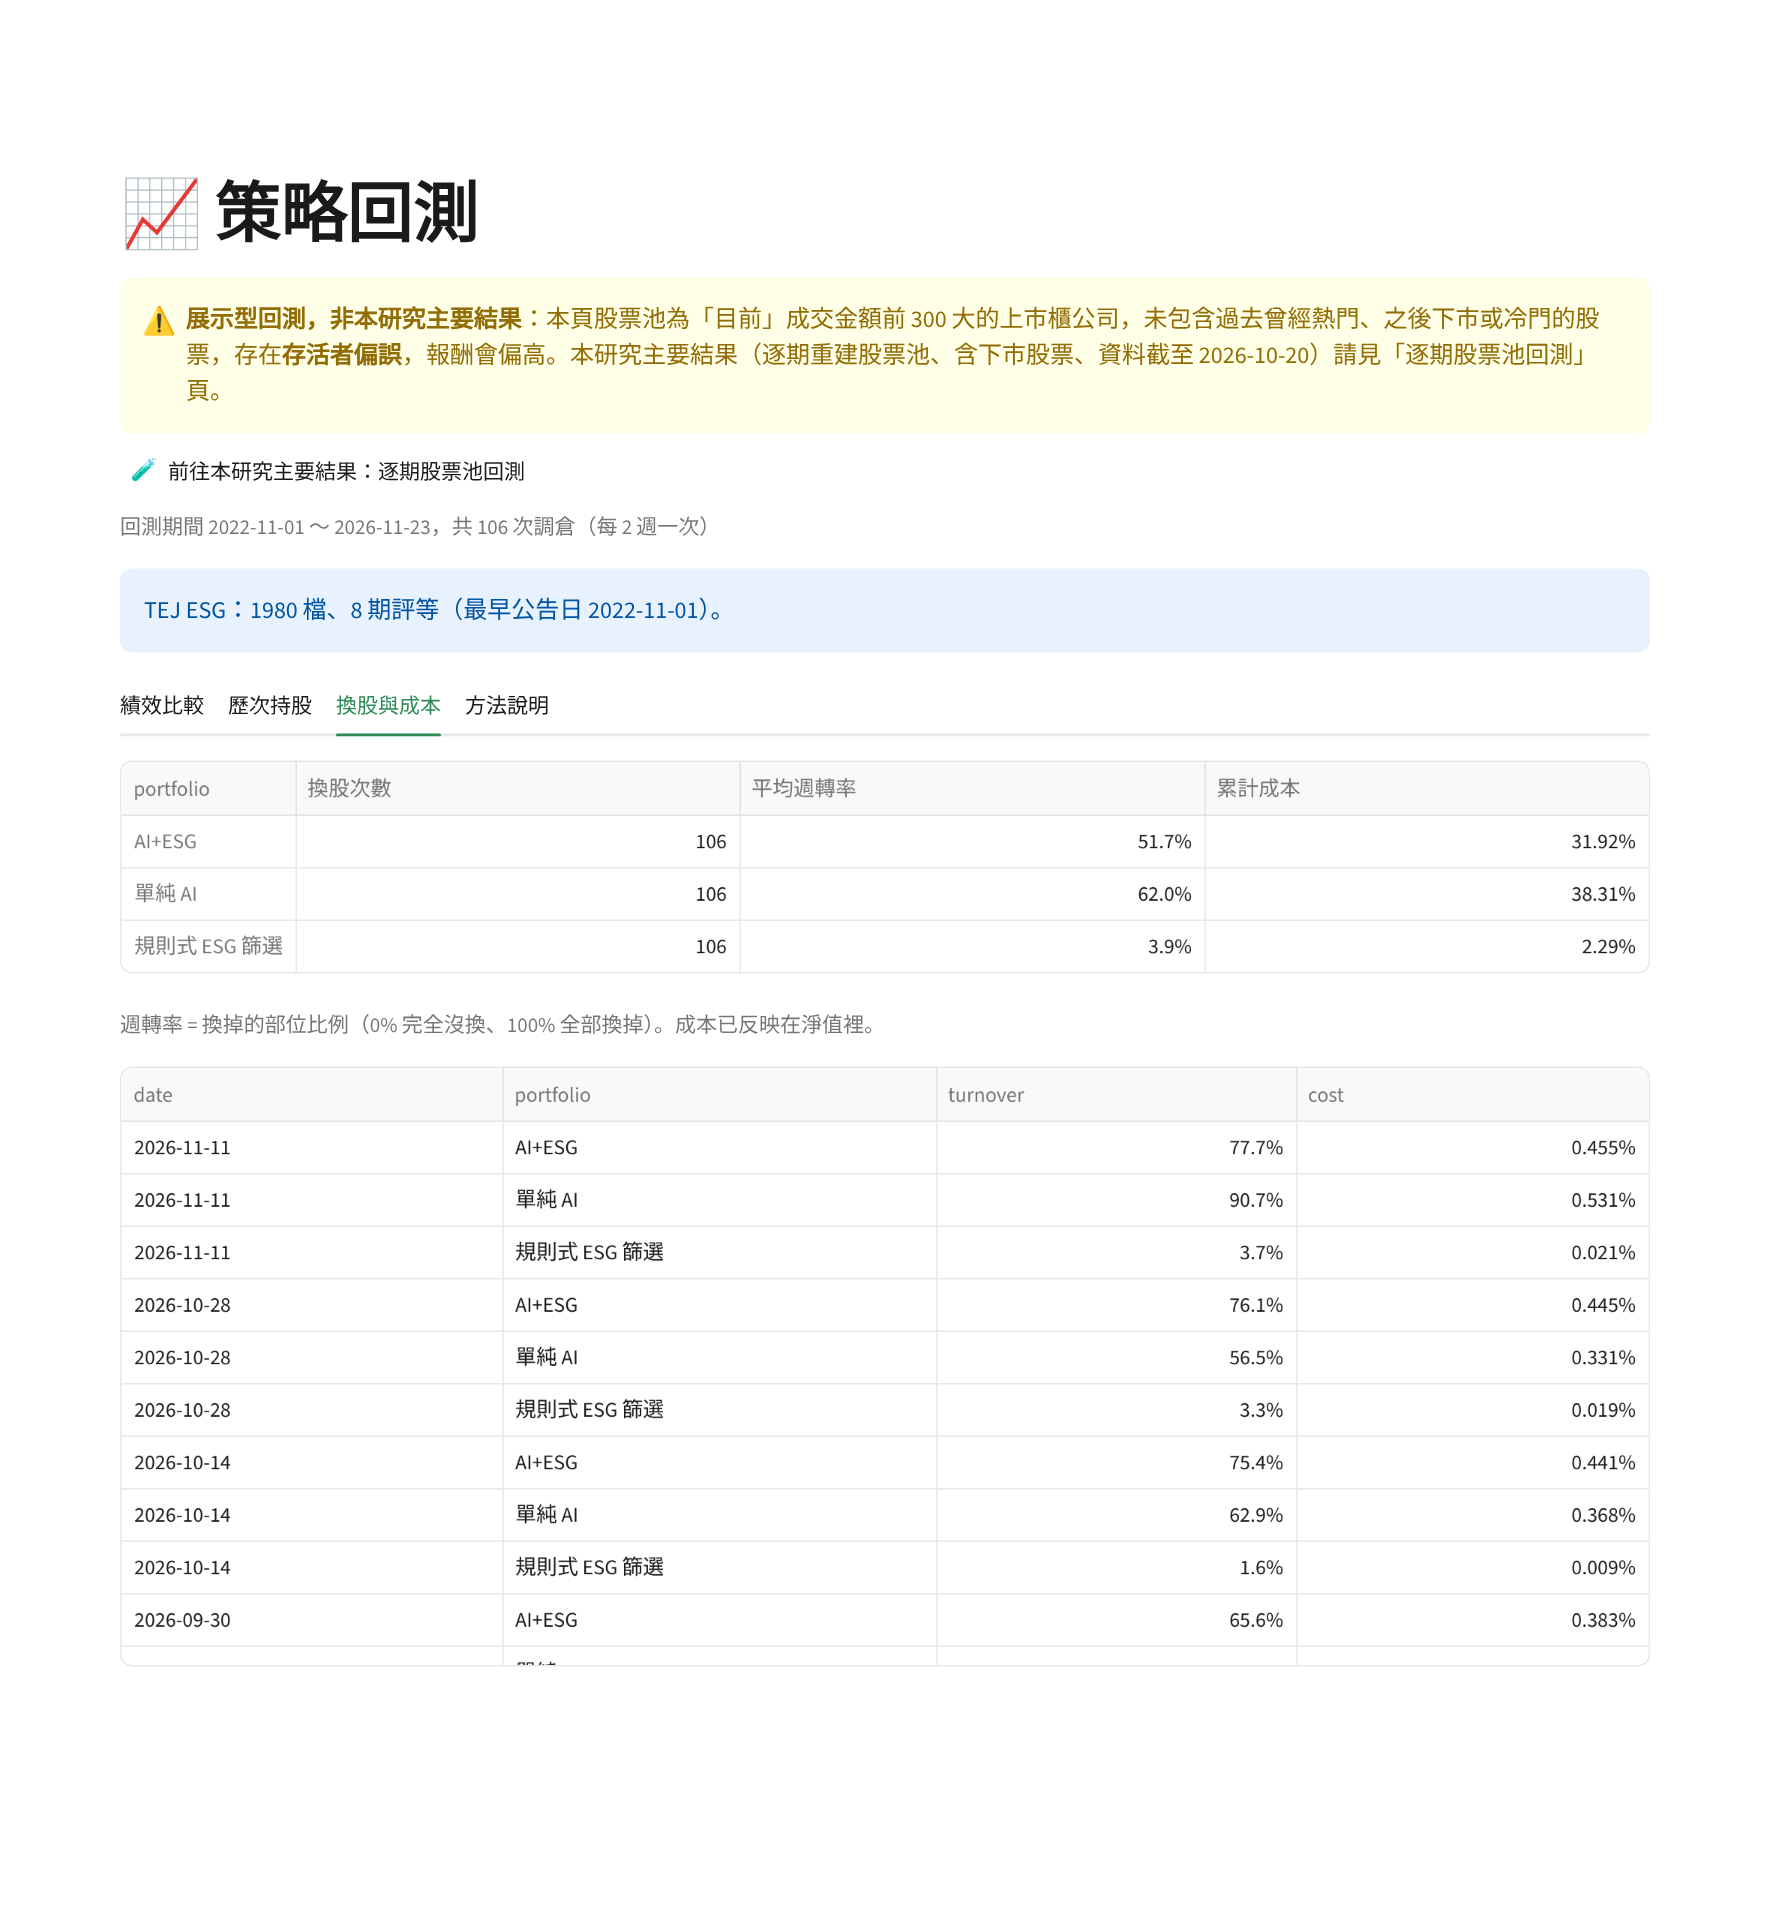 策略回測
展示型回測，非本研究主要結果：本頁股票池為「目前」成交金額前 300 大的上市櫃公司，未包含過去曾經熱門、之後下市或冷門的股
票，存在存活者偏誤，報酬會偏高。本研究主要結果（逐期重建股票池、含下市股票、資料截至 2026-10-20）請見「逐期股票池回測」
頁。
前往本研究主要結果：逐期股票池回測
回測期間 2022-11-01 ～ 2026-11-23，共 106 次調倉（每 2 週一次）
TEJ ESG：1980 檔、8 期評等（最早公告日 2022-11-01）。
績效比較 歷次持股 換股與成本 方法說明
portfolio 換股次數 平均週轉率 累計成本
AI+ESG 106 51.7% 31.92%
單純 AI 106 62.0% 38.31%
規則式 ESG 篩選 106 3.9% 2.29%
週轉率 = 換掉的部位比例（0% 完全沒換、100% 全部換掉）。成本已反映在淨值裡。
date portfolio turnover cost
2026-11-11 AI+ESG 77.7% 0.455%
2026-11-11 單純 AI 90.7% 0.531%
2026-11-11 規則式 ESG 篩選 3.7% 0.021%
2026-10-28 AI+ESG 76.1% 0.445%
2026-10-28 單純 AI 56.5% 0.331%
2026-10-28 規則式 ESG 篩選 3.3% 0.019%
2026-10-14 AI+ESG 75.4% 0.441%
2026-10-14 單純 AI 62.9% 0.368%
2026-10-14 規則式 ESG 篩選 1.6% 0.009%
2026-09-30 AI+ESG 65.6% 0.383%